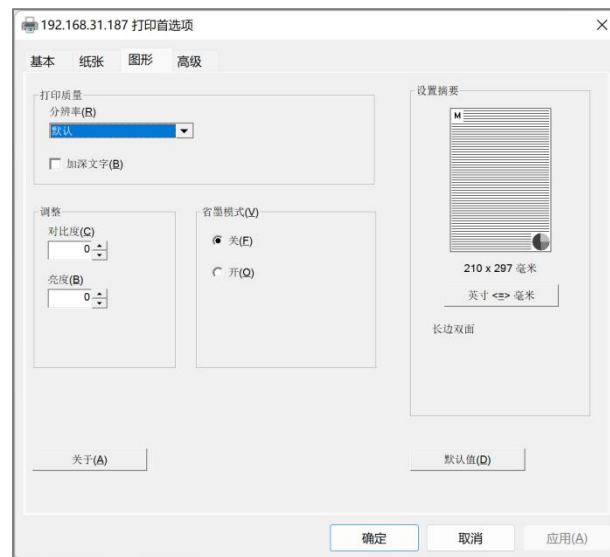 192.168.31.187 打印首选项
基本 纸张 图形 高级
打印质量
分辨率(R)
默认
加深文字(B)
调整
对比度(C)
0
亮度(B)
0
省墨模式(V)
关(F)
开(O)
设置摘要
M
210 x 297 毫米
英寸 <=> 毫米
长边双面
关于(A)
默认值(D)
确定 取消 应用(A)